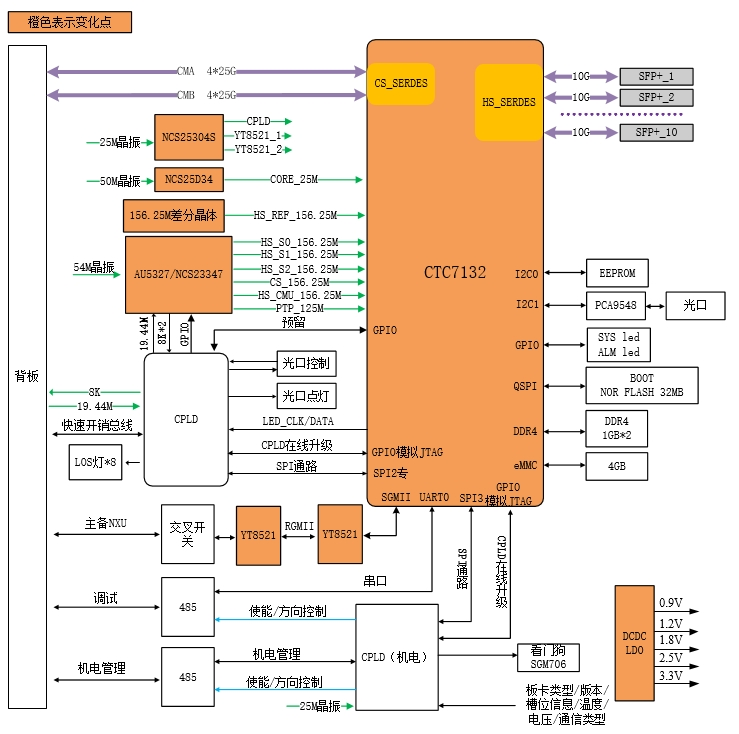 橙色表示变化点
背板
CMA 4*25G
CMB 4*25G
CS_SERDES
HS_SERDES
10G
SFP+_1
10G
SFP+_2
10G
SFP+_10
25M晶振
NCS25304S
CPLD
YT8521_1
YT8521_2
50M晶振
NCS25D34
CORE_25M
156.25M差分晶体
HS_REF_156.25M
54M晶振
AU5327/NCS23347
HS_S0_156.25M
HS_S1_156.25M
HS_S2_156.25M
CS_156.25M
HS_CMU_156.25M
PTP_125M
CTC7132
I2C0
EEPROM
I2C1
PCA9548
光口
GPIO
SYS led
ALM led
QSPI
BOOT
NOR FLASH 32MB
DDR4
DDR4
1GB*2
eMMC
4GB
19.44M
8K*2
GPIO
预留
GPIO
CPLD
光口控制
光口点灯
LED_CLK/DATA
CPLD在线升级
GPIO模拟JTAG
SPI通路
SPI2专
8K
19.44M
快速开销总线
LOS灯*8
SGMII
UART0
SPI3
GPIO
模拟JTAG
主备NXU
交叉开
关
YT8521
RGMII
YT8521
串口
SPI通路
CPLD在线升级
调试
485
使能/方向控制
CPLD（机电）
机电管理
485
机电管理
使能/方向控制
25M晶振
看门狗
SGM706
板卡类型/版本/
槽位信息/温度/
电压/通信类型
DCDC
LDO
0.9V
1.2V
1.8V
2.5V
3.3V